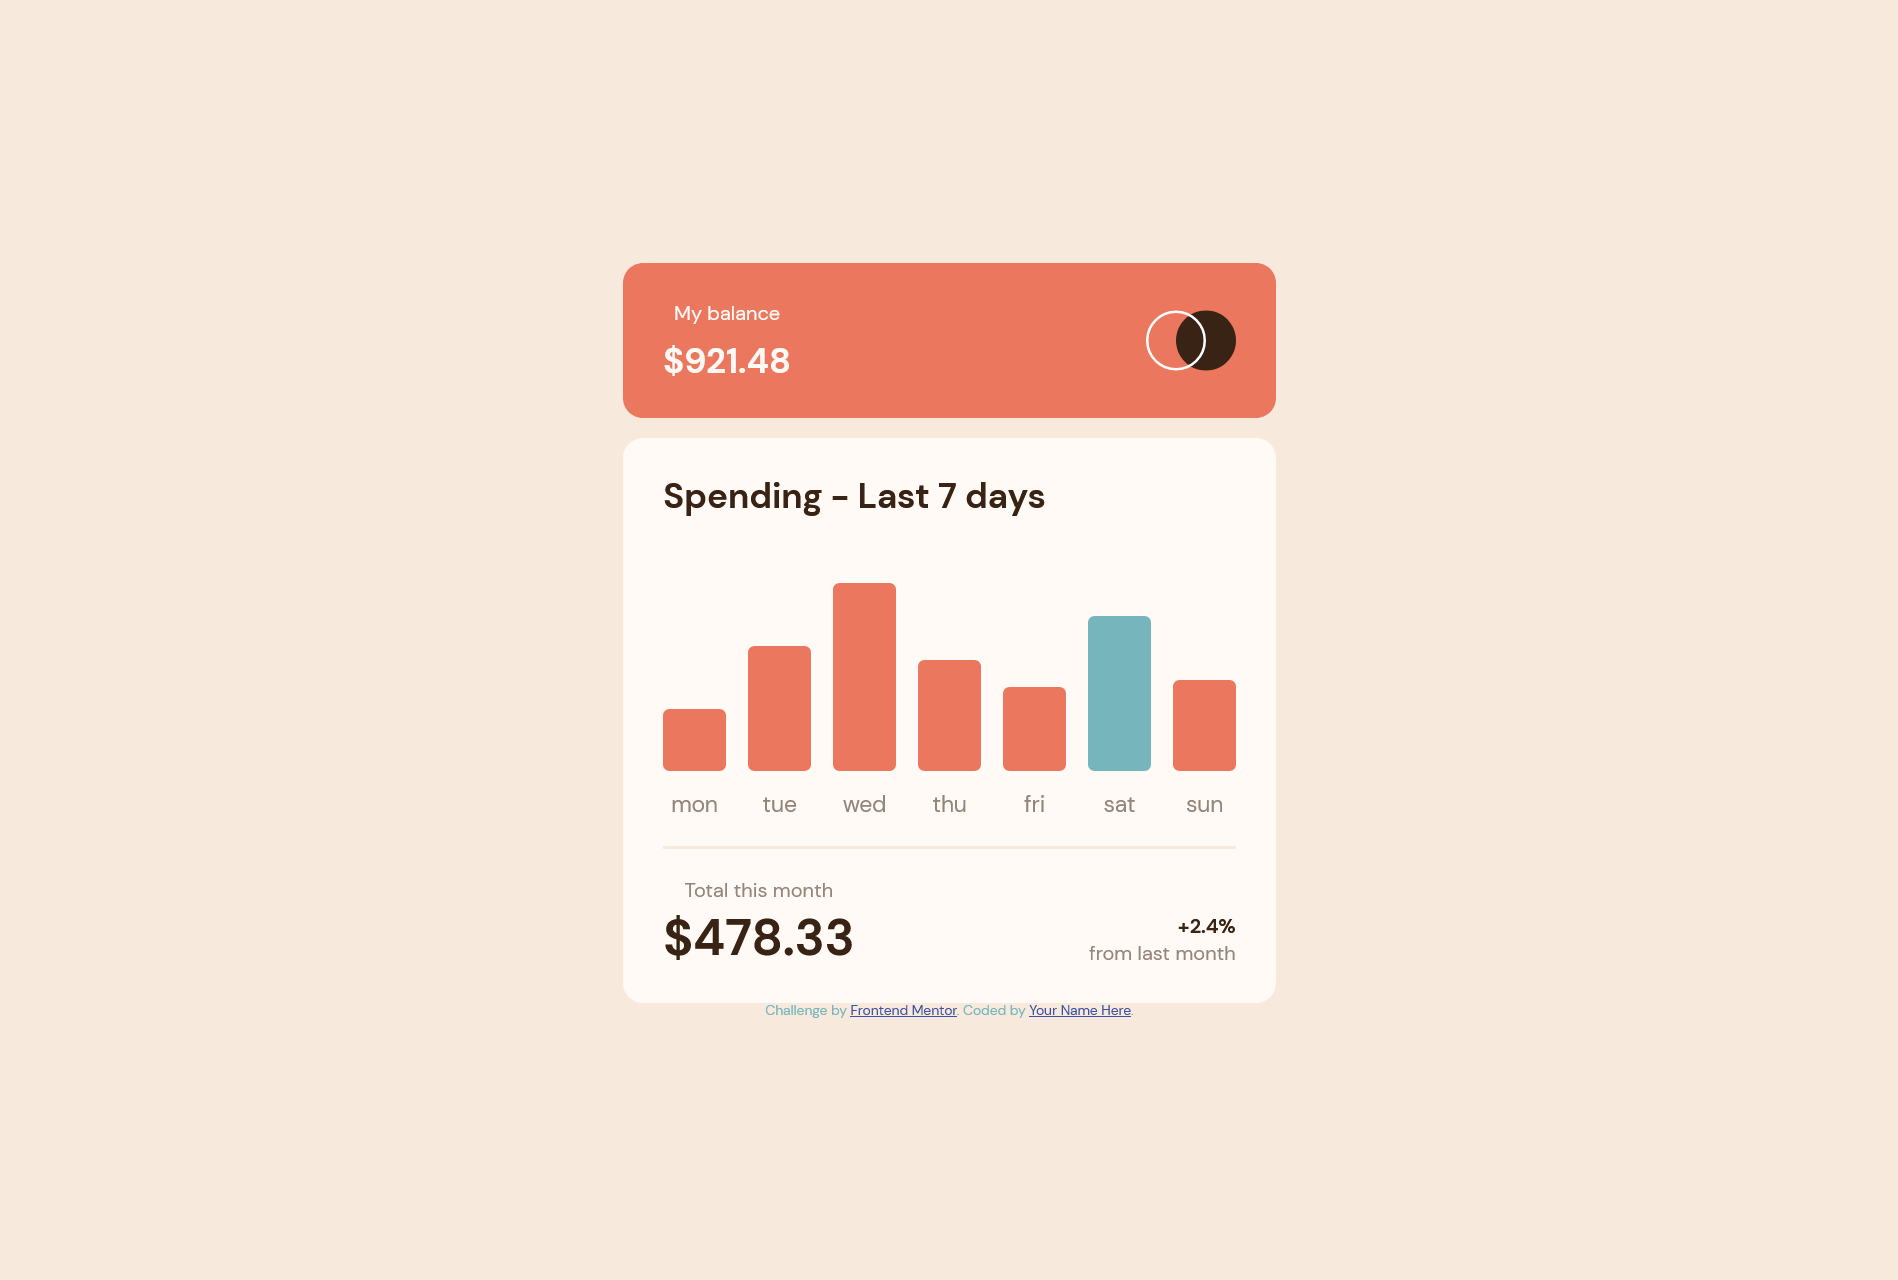 My balance
$921.48
Spending - Last 7 days
mon tue wed thu fri sat sun
Total this month
$478.33
+2.4%
from last month
Challenge by Frontend Mentor. Coded by Your Name Here.